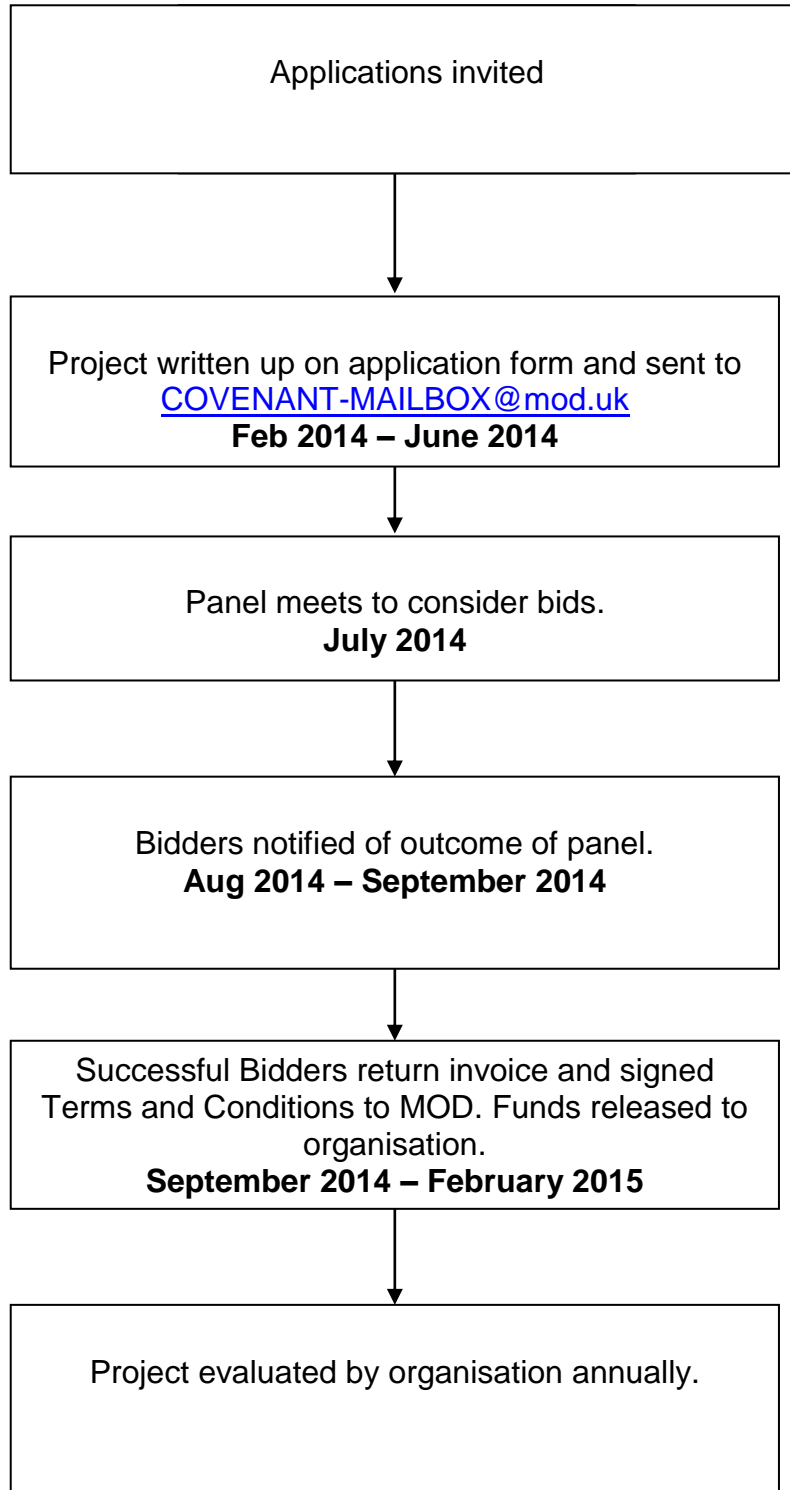 Applications invited
Project written up on application form and sent to
COVENANT-MAILBOX@mod.uk
Feb 2014 – June 2014
Panel meets to consider bids.
July 2014
Bidders notified of outcome of panel.
Aug 2014 – September 2014
Successful Bidders return invoice and signed
Terms and Conditions to MOD. Funds released to
organisation.
September 2014 – February 2015
Project evaluated by organisation annually.